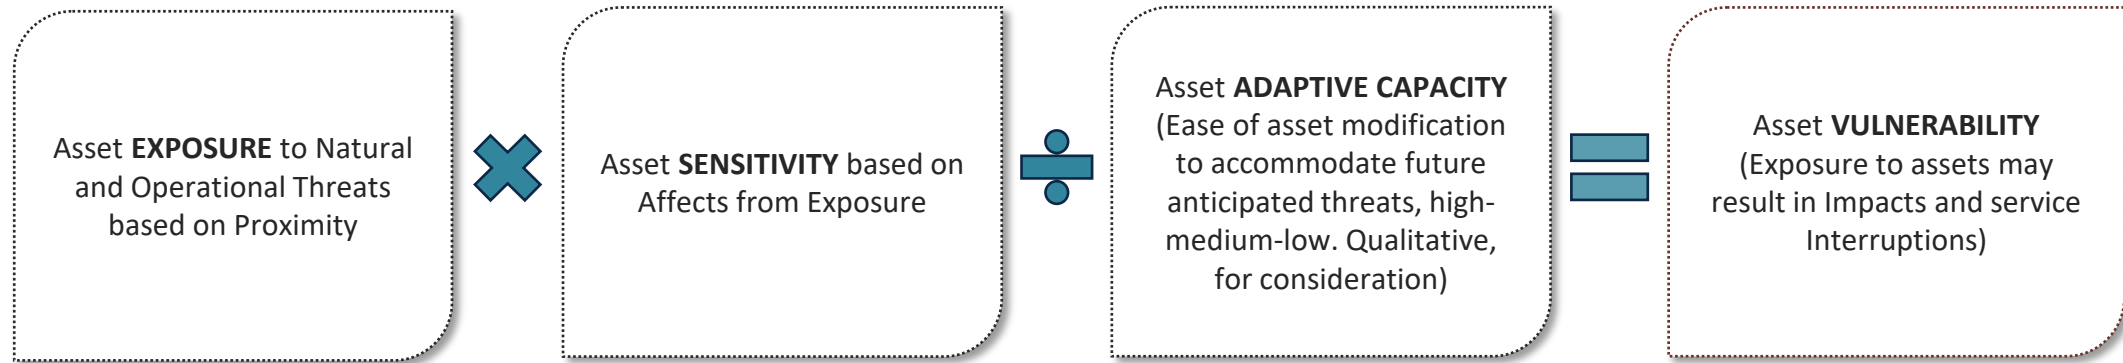 Asset EXPOSURE to Natural
and Operational Threats
based on Proximity
Asset SENSITIVITY based on
Affects from Exposure
Asset ADAPTIVE CAPACITY
(Ease of asset modification
to accommodate future
anticipated threats, high-
medium-low. Qualitative,
for consideration)
Asset VULNERABILITY
(Exposure to assets may
result in Impacts and service
Interruptions)